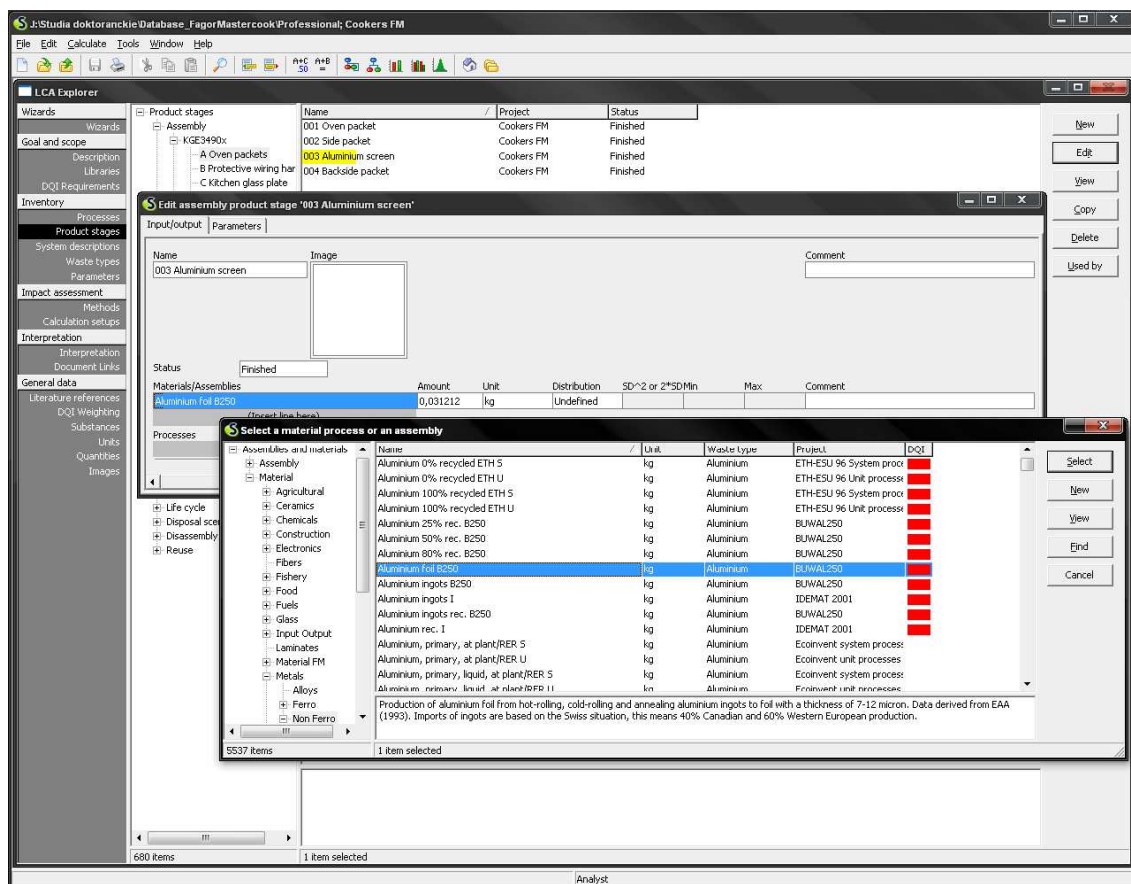 J:\Studia doktoranckie\Database_FagorMastercook\Professional; Cookers FM
File Edit Calculate Tools Window Help
A+C .50 A+B =
LCA Explorer
Wizards
Wizards
Goal and scope
Description
Libraries
DQI Requirements
Inventory
Processes
Product stages
System descriptions
Waste types
Parameters
Impact assessment
Methods
Calculation setups
Interpretation
Interpretation
Document Links
General data
Literature references
DQI Weighting
Substances
Units
Quantities
Images
Product stages
Assembly
KGE3490x
A Oven packets
B Protective wiring har
C Kitchen glass plate
Life cycle
Disposal scer
Disassembly
Reuse
680 items
Name Project Status
001 Oven packet Cookers FM Finished
002 Side packet Cookers FM Finished
003 Aluminium screen Cookers FM Finished
004 Backside packet Cookers FM Finished
1 item selected
New
Edit
View
Copy
Delete
Used by
Edit assembly product stage '003 Aluminium screen'
Input/output Parameters
Name Image Comment
003 Aluminium screen
Status Finished
Materials/Assemblies Amount Unit Distribution SD^2 or 2*SD Min Max Comment
Aluminium foil B250 0,031212 kg Undefined
(Insert line here)
Processes
Select a material process or an assembly
Assemblies and materials
Assembly
Material
Agricultural
Ceramics
Chemicals
Construction
Electronics
Fibers
Fishery
Food
Fuels
Glass
Input Output
Laminates
Material FM
Metals
Alloys
Ferro
Non Ferro
5537 items
Name Unit Waste type Project DQI
Aluminium 0% recycled ETH S kg Aluminium ETH-ESU 96 System proce
Aluminium 0% recycled ETH U kg Aluminium ETH-ESU 96 Unit processe
Aluminium 100% recycled ETH S kg Aluminium ETH-ESU 96 System proce
Aluminium 100% recycled ETH U kg Aluminium ETH-ESU 96 Unit processe
Aluminium 25% rec. B250 kg Aluminium BUWAL250
Aluminium 50% rec. B250 kg Aluminium BUWAL250
Aluminium 80% rec. B250 kg Aluminium BUWAL250
Aluminium foil B250 kg Aluminium BUWAL250
Aluminium ingots B250 kg Aluminium BUWAL250
Aluminium ingots I kg Aluminium IDEMAT 2001
Aluminium ingots rec. B250 kg Aluminium BUWAL250
Aluminium rec. I kg Aluminium IDEMAT 2001
Aluminium, primary, at plant/RER S kg Aluminium Ecoinvent system process
Aluminium, primary, at plant/RER U kg Aluminium Ecoinvent unit processes
Aluminium, primary, liquid, at plant/RER S kg Aluminium Ecoinvent system process
Aluminium, primary, liquid, at plant/RER U kg Aluminium Ecoinvent unit processes
Production of aluminium foil from hot-rolling, cold-rolling and annealing aluminium ingots to foil with a thickness of 7-12 micron. Data derived from EAA
(1993). Imports of ingots are based on the Swiss situation, this means 40% Canadian and 60% Western European production.
1 item selected
Select
New
View
Find
Cancel
Analyst